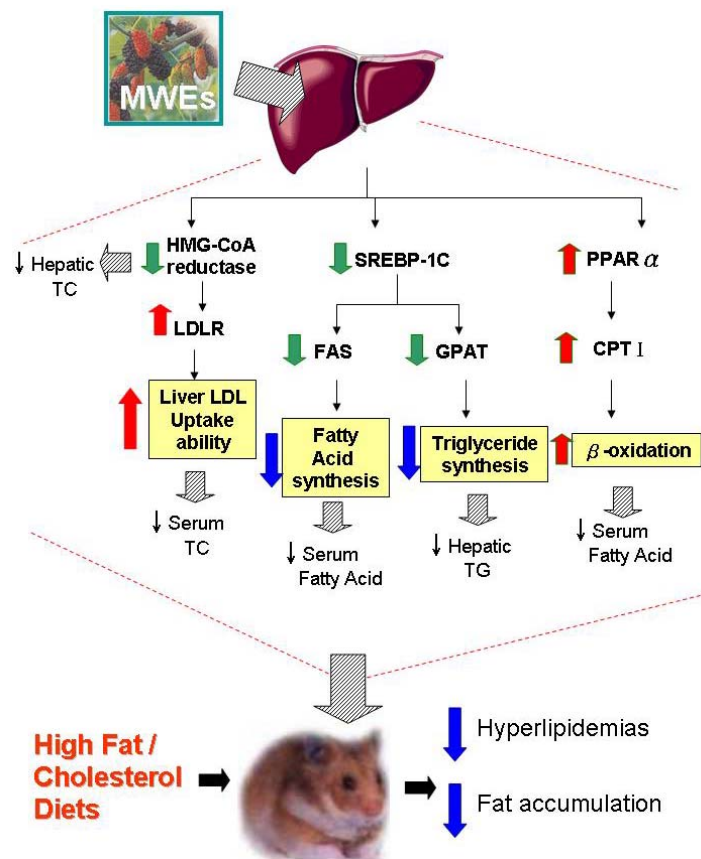 MWEs
HMG-CoA
reductase
SREBP-1C
PPAR α
↓ Hepatic
TC
LDLR
FAS
GPAT
CPT I
Liver LDL
Uptake
ability
Fatty
Acid
synthesis
Triglyceride
synthesis
β-oxidation
↓ Serum
TC
↓ Serum
Fatty Acid
↓ Hepatic
TG
↓ Serum
Fatty Acid
High Fat /
Cholesterol
Diets
Hyperlipidemias
Fat accumulation